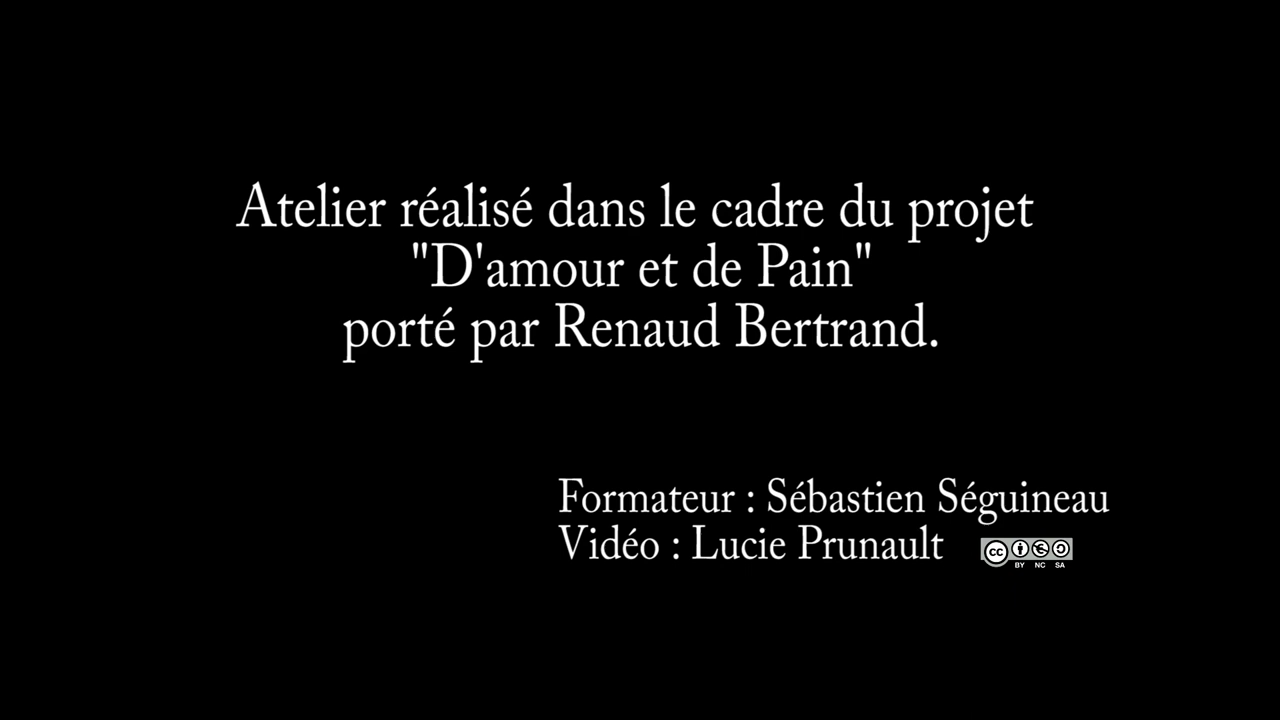 Atelier réalisé dans le cadre du projet
"D'amour et de Pain"
porté par Renaud Bertrand.
Formateur : Sébastien Séguineau
Vidéo : Lucie Prunault
cc BY NC SA